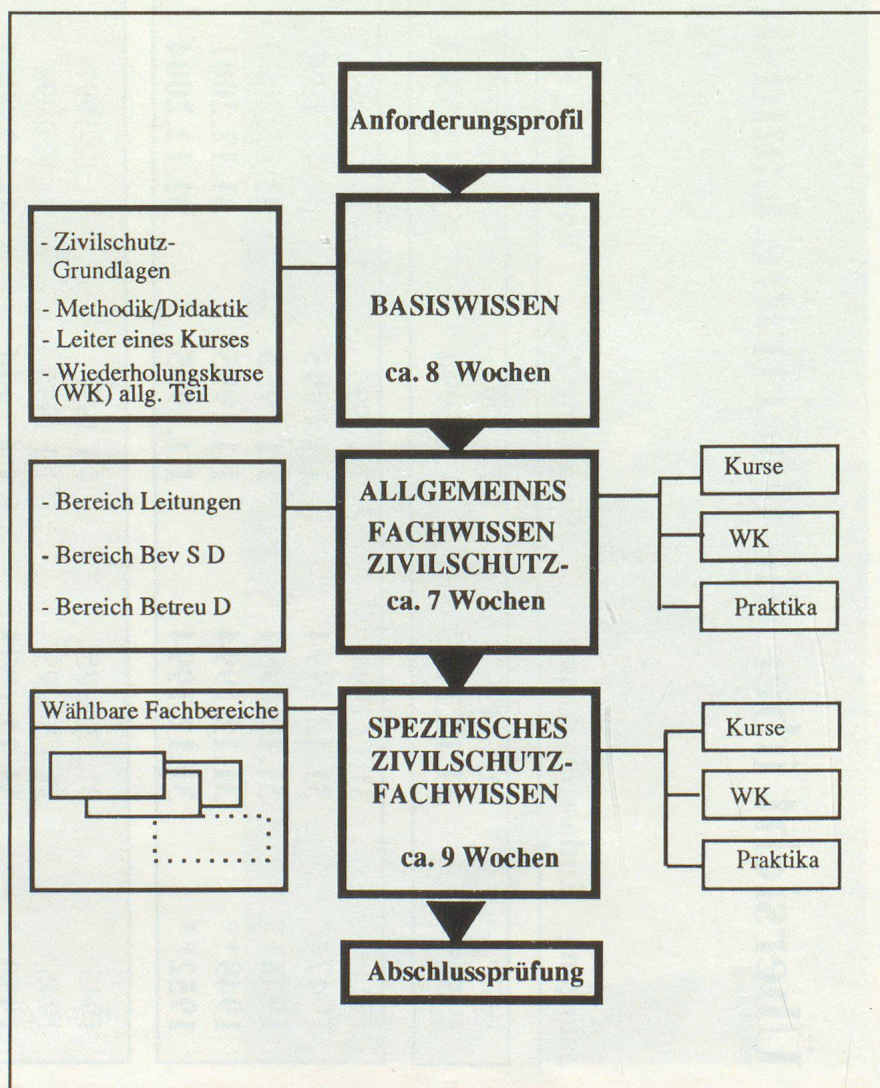 Anforderungsprofil
- Zivilschutz-
Grundlagen
- Methodik/Didaktik
- Leiter eines Kurses
- Wiederholungskurse
(WK) allg. Teil
BASISWISSEN
ca. 8 Wochen
- Bereich Leitungen
- Bereich Bev S D
- Bereich Betreu D
ALLGEMEINES
FACHWISSEN
ZIVILSCHUTZ-
ca. 7 Wochen
Kurse
WK
Praktika
Wählbare Fachbereiche
SPEZIFISCHES
ZIVILSCHUTZ-
FACHWISSEN
ca. 9 Wochen
Kurse
WK
Praktika
Abschlussprüfung